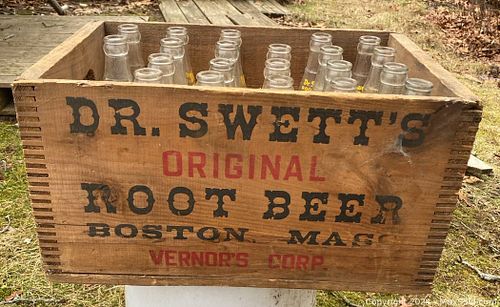 DR. SWETT'S
ORIGINAL
ROOT BEER
BOSTON. MASS
VERNOR'S CORP.